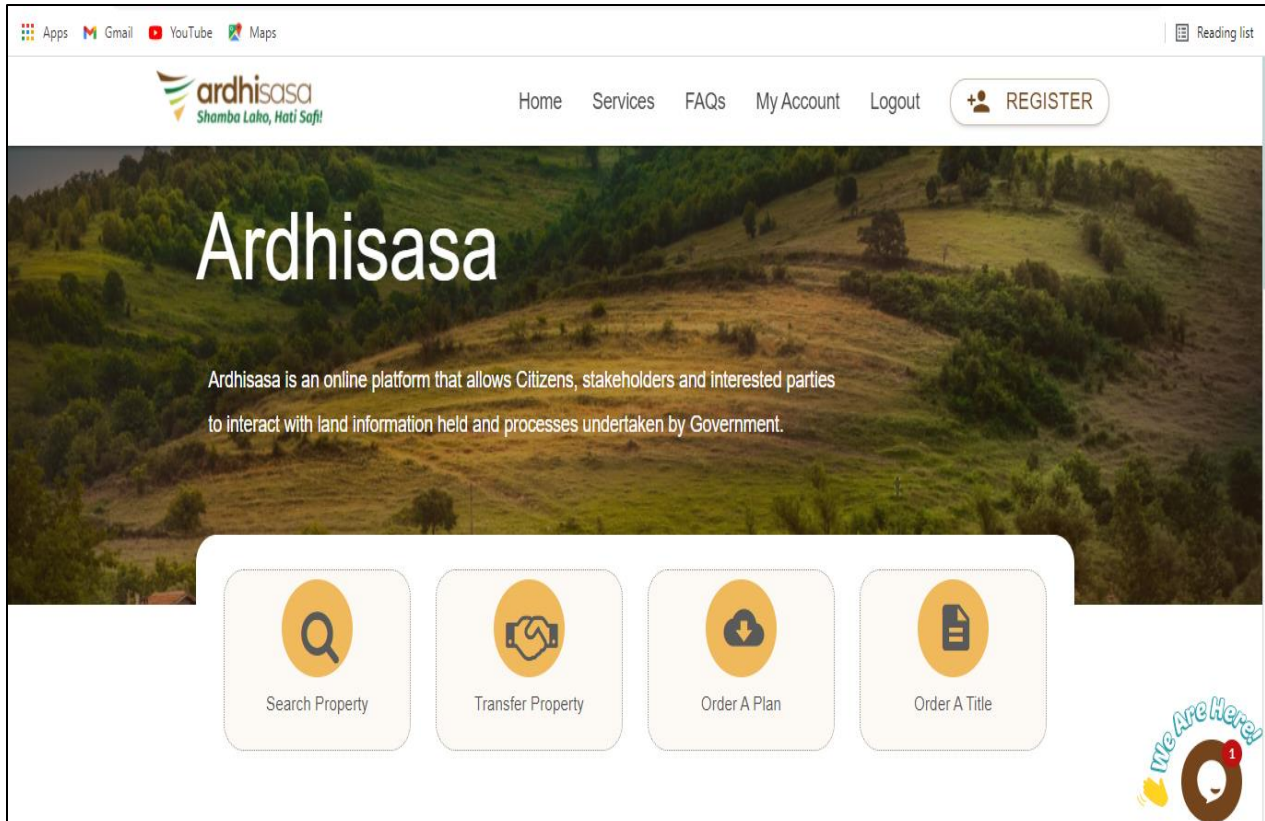 Apps Gmail YouTube Maps Reading list
ardhisasa
Shamba Lako, Hati Safi!
Home Services FAQs My Account Logout REGISTER
Ardhisasa
Ardhisasa is an online platform that allows Citizens, stakeholders and interested parties
to interact with land information held and processes undertaken by Government.
Search Property Transfer Property Order A Plan Order A Title
We Are Here!
1